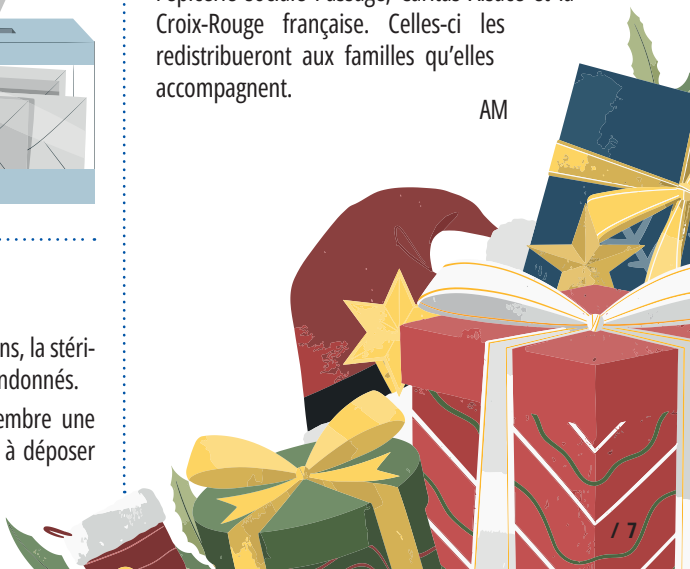 Croix-Rouge française. Celles-ci les
redistribueront aux familles qu'elles
accompagnent.
AM
ns, la stéri-
ndonnés.
embre une
à déposer
/ 7